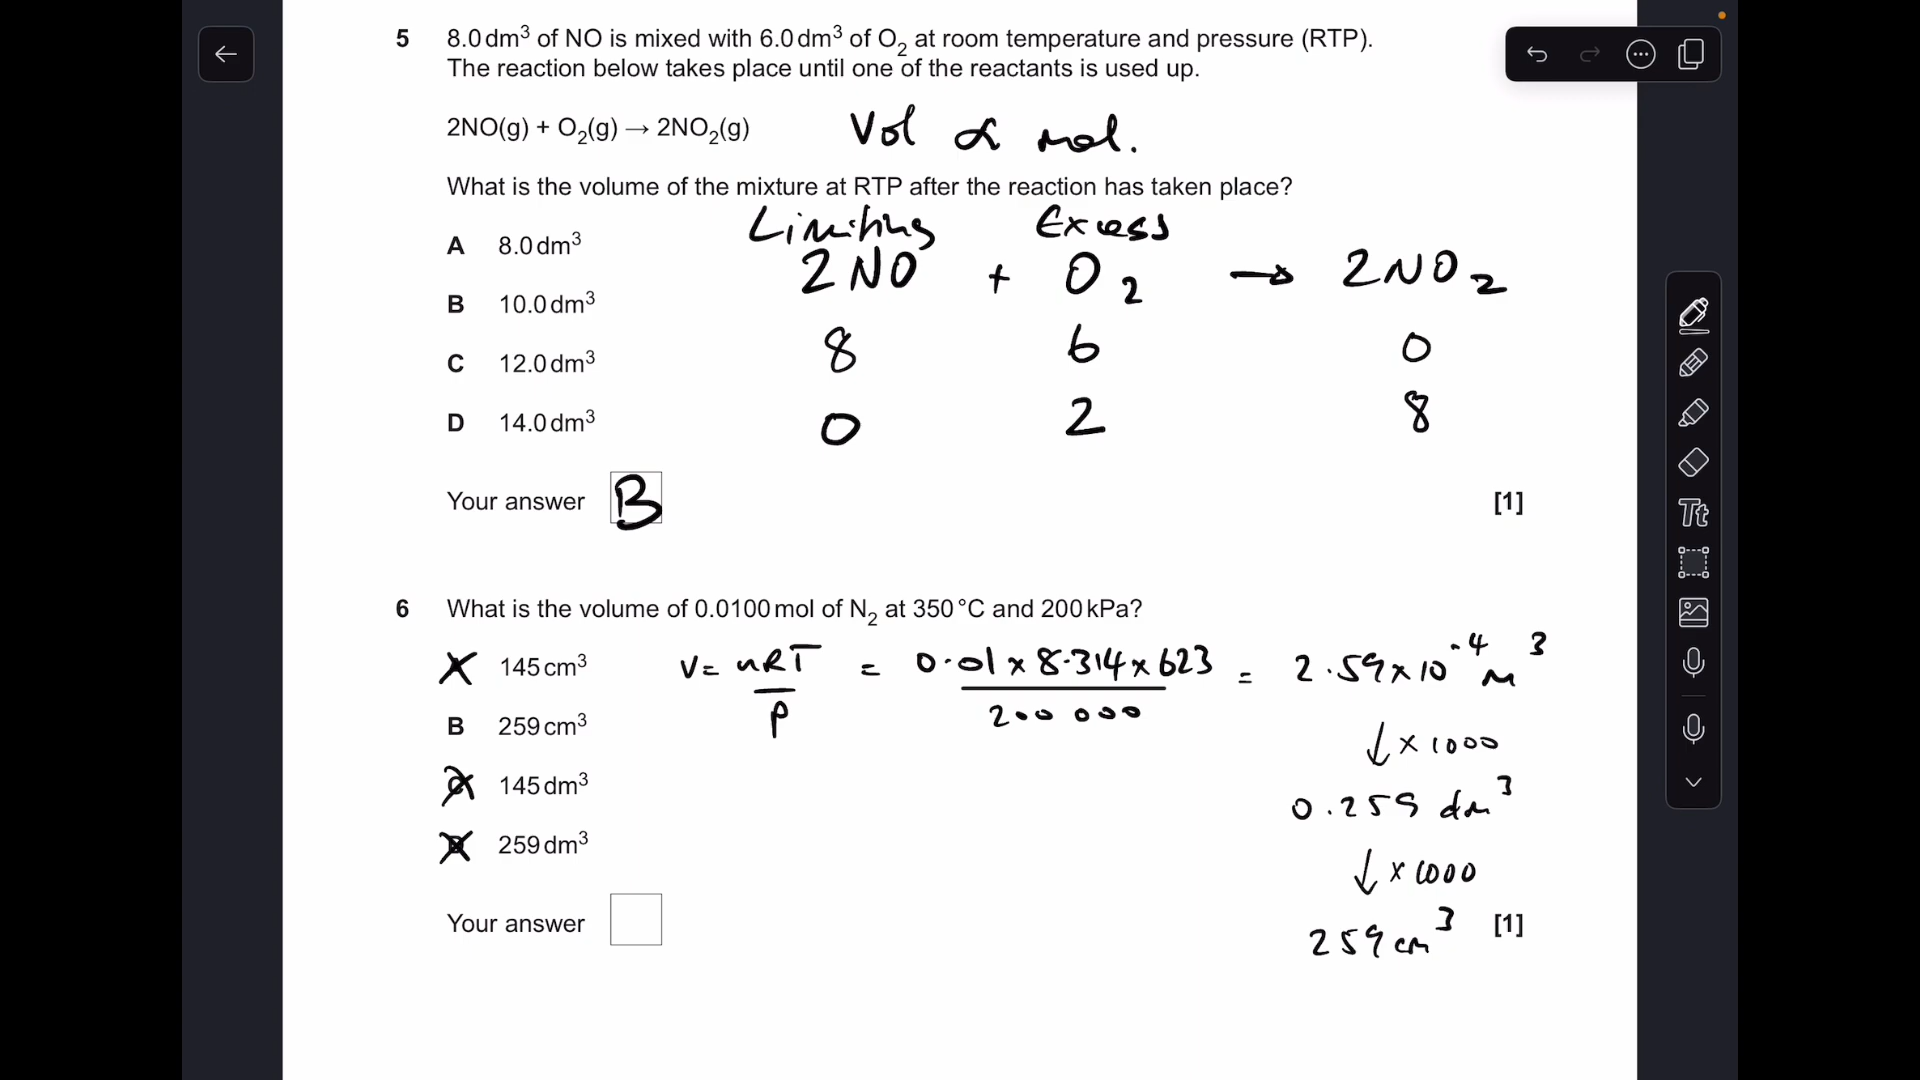 5 8.0 dm³ of NO is mixed with 6.0 dm³ of O₂ at room temperature and pressure (RTP).
The reaction below takes place until one of the reactants is used up.
2NO(g) + O₂(g) → 2NO₂(g) Vol ∝ mol.
What is the volume of the mixture at RTP after the reaction has taken place?
Limiting Excess
A 8.0 dm³ 2NO + O₂ → 2NO₂
B 10.0 dm³
C 12.0 dm³ 8 6 0
D 14.0 dm³ 0 2 8
Your answer B [1]
6 What is the volume of 0.0100 mol of N₂ at 350 °C and 200 kPa?
A 145 cm³ V = nRT / P = 0.01 × 8.314 × 623 / 200 000 = 2.59 × 10⁻⁴ m³
B 259 cm³ ↓ × 1000
C 145 dm³ 0.259 dm³
D 259 dm³ ↓ × 1000
Your answer [1]
259 cm³
Tt